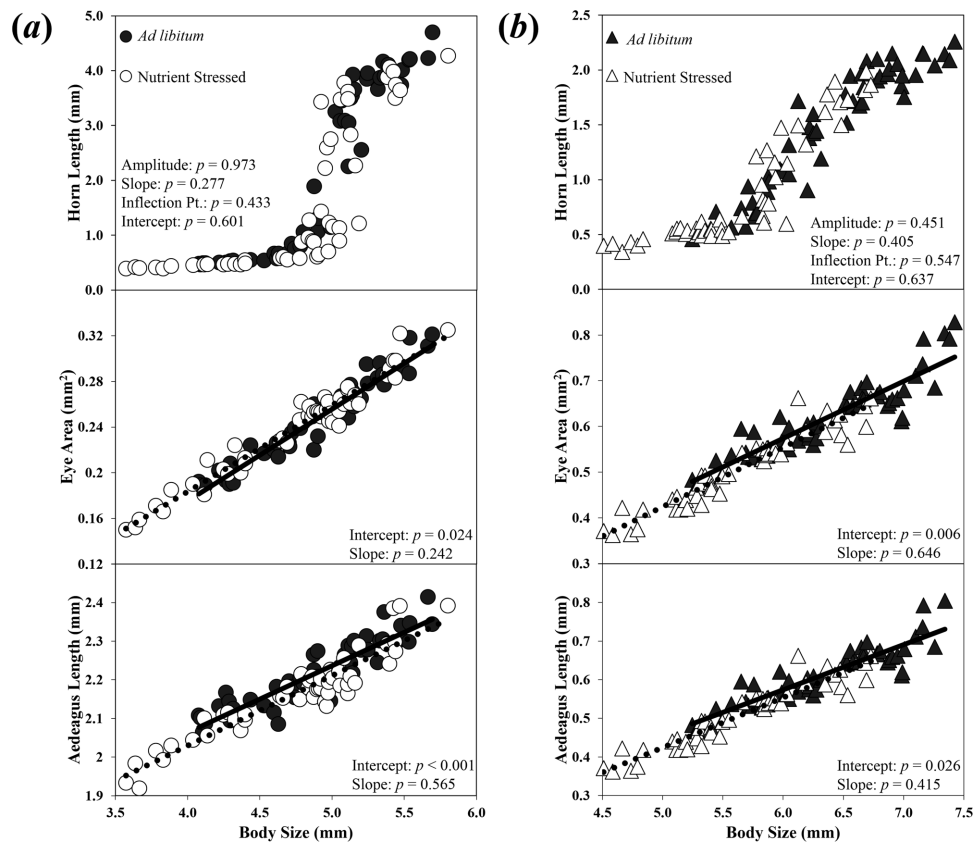 (a)
Ad libitum
Nutrient Stressed
Horn Length (mm)
5.0
4.0
3.0
2.0
1.0
0.0
Amplitude: p = 0.973
Slope: p = 0.277
Inflection Pt.: p = 0.433
Intercept: p = 0.601
Eye Area (mm²)
0.32
0.28
0.24
0.2
0.16
0.12
Intercept: p = 0.024
Slope: p = 0.242
Aedeagus Length (mm)
2.4
2.3
2.2
2.1
2
1.9
Intercept: p < 0.001
Slope: p = 0.565
3.5 4.0 4.5 5.0 5.5 6.0
Body Size (mm)
(b)
Ad libitum
Nutrient Stressed
Horn Length (mm)
2.5
2.0
1.5
1.0
0.5
0.0
Amplitude: p = 0.451
Slope: p = 0.405
Inflection Pt.: p = 0.547
Intercept: p = 0.637
Eye Area (mm²)
0.8
0.7
0.6
0.5
0.4
0.3
Intercept: p = 0.006
Slope: p = 0.646
Aedeagus Length (mm)
0.8
0.7
0.6
0.5
0.4
0.3
Intercept: p = 0.026
Slope: p = 0.415
4.5 5.0 5.5 6.0 6.5 7.0 7.5
Body Size (mm)